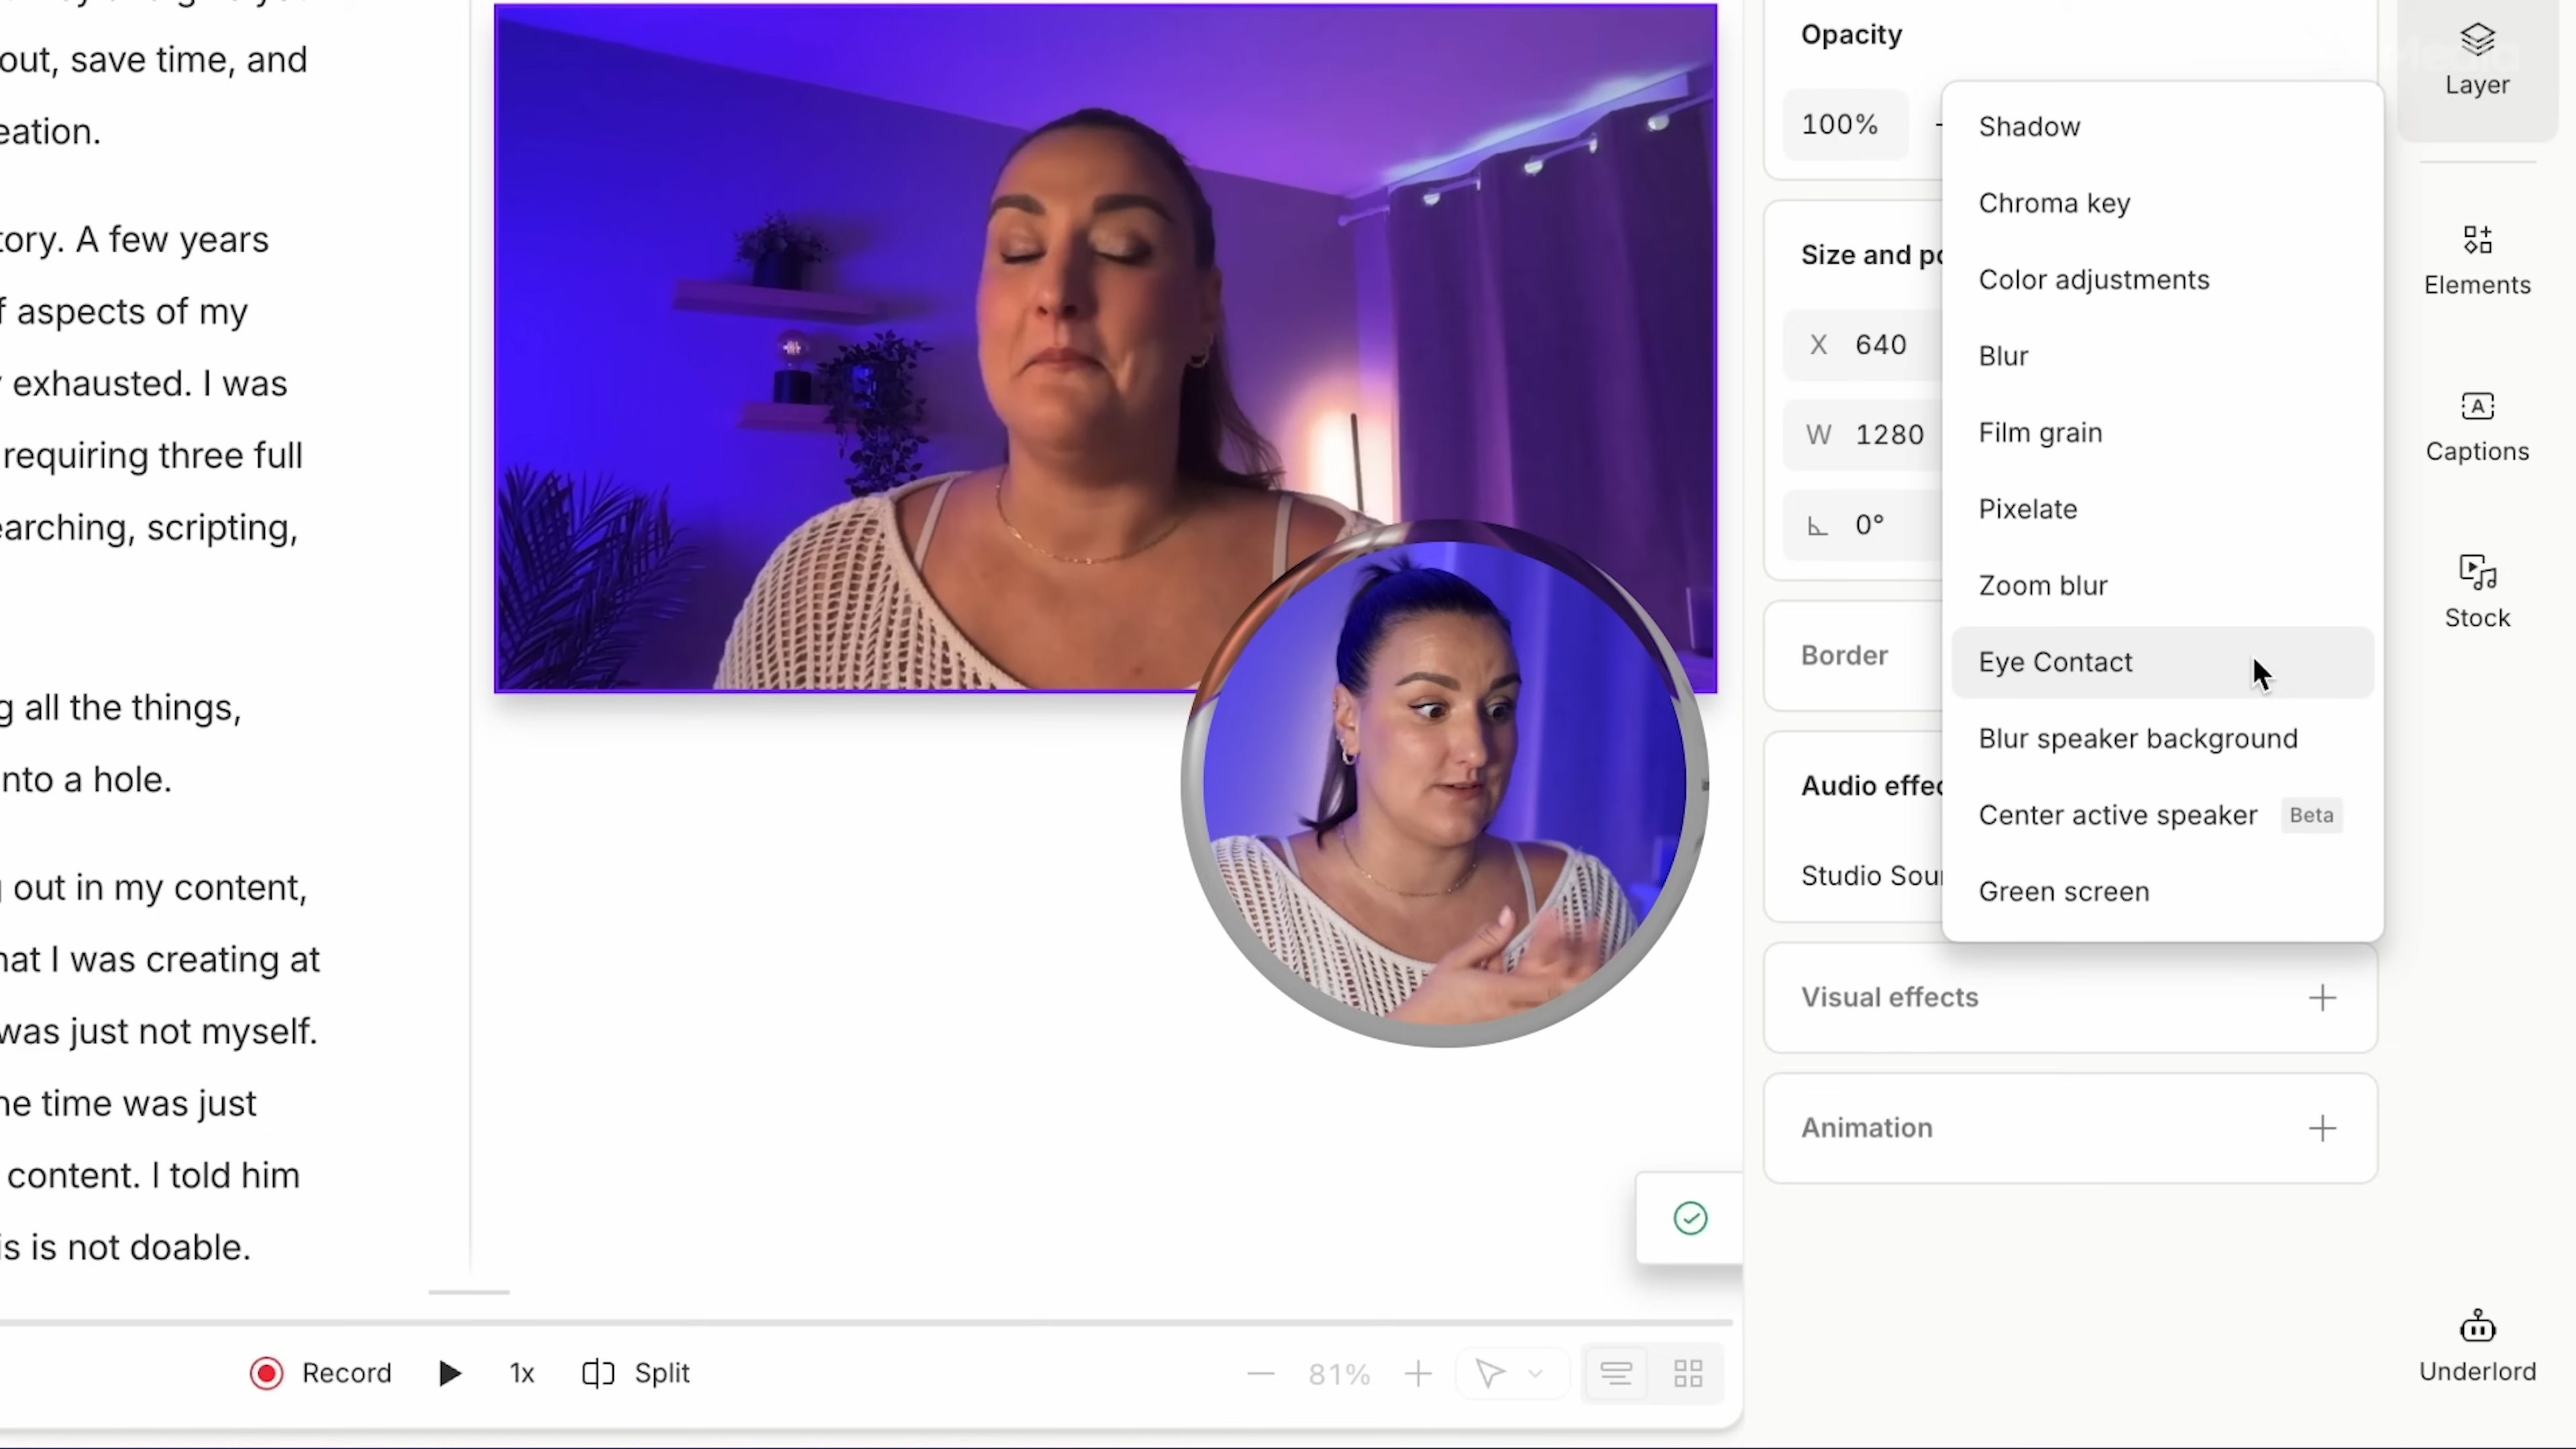 out, save time, and
eation.
tory. A few years
f aspects of my
exhausted. I was
requiring three full
earching, scripting,
g all the things,
nto a hole.
g out in my content,
hat I was creating at
was just not myself.
ne time was just
content. I told him
is is not doable.
Record
1x
Split
81%
Opacity
100%
Size and po
X 640
W 1280
0°
Border
Audio effec
Studio Sour
Visual effects
Animation
Shadow
Chroma key
Color adjustments
Blur
Film grain
Pixelate
Zoom blur
Eye Contact
Blur speaker background
Center active speaker Beta
Green screen
Layer
Elements
A
Captions
Stock
Underlord